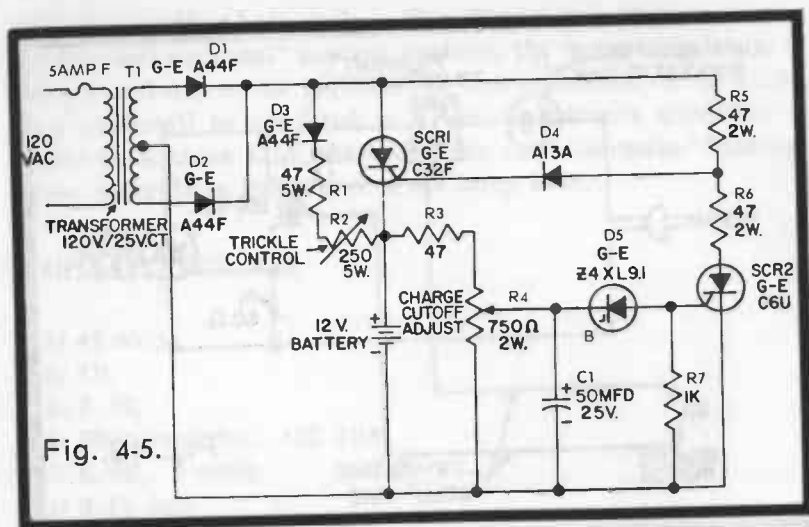 5AMP F
T1
D1
G-E A44F
120
VAC
D2
G-E
A44F
TRANSFORMER
120V./25V.CT
D3
G-E
A44F
47
5W.
R1
R2
250
5W.
TRICKLE
CONTROL
SCR1
G-E
C32F
D4
A13A
R5
47
2W.
R6
47
2W.
R3
47
CHARGE
CUTOFF
ADJUST
R4
750Ω
2W.
D5
G-E
Z4XL9.1
B
SCR2
G-E
C6U
+
12 V.
BATTERY
-
+
C1
50MFD
25V.
-
R7
1K
Fig. 4-5.